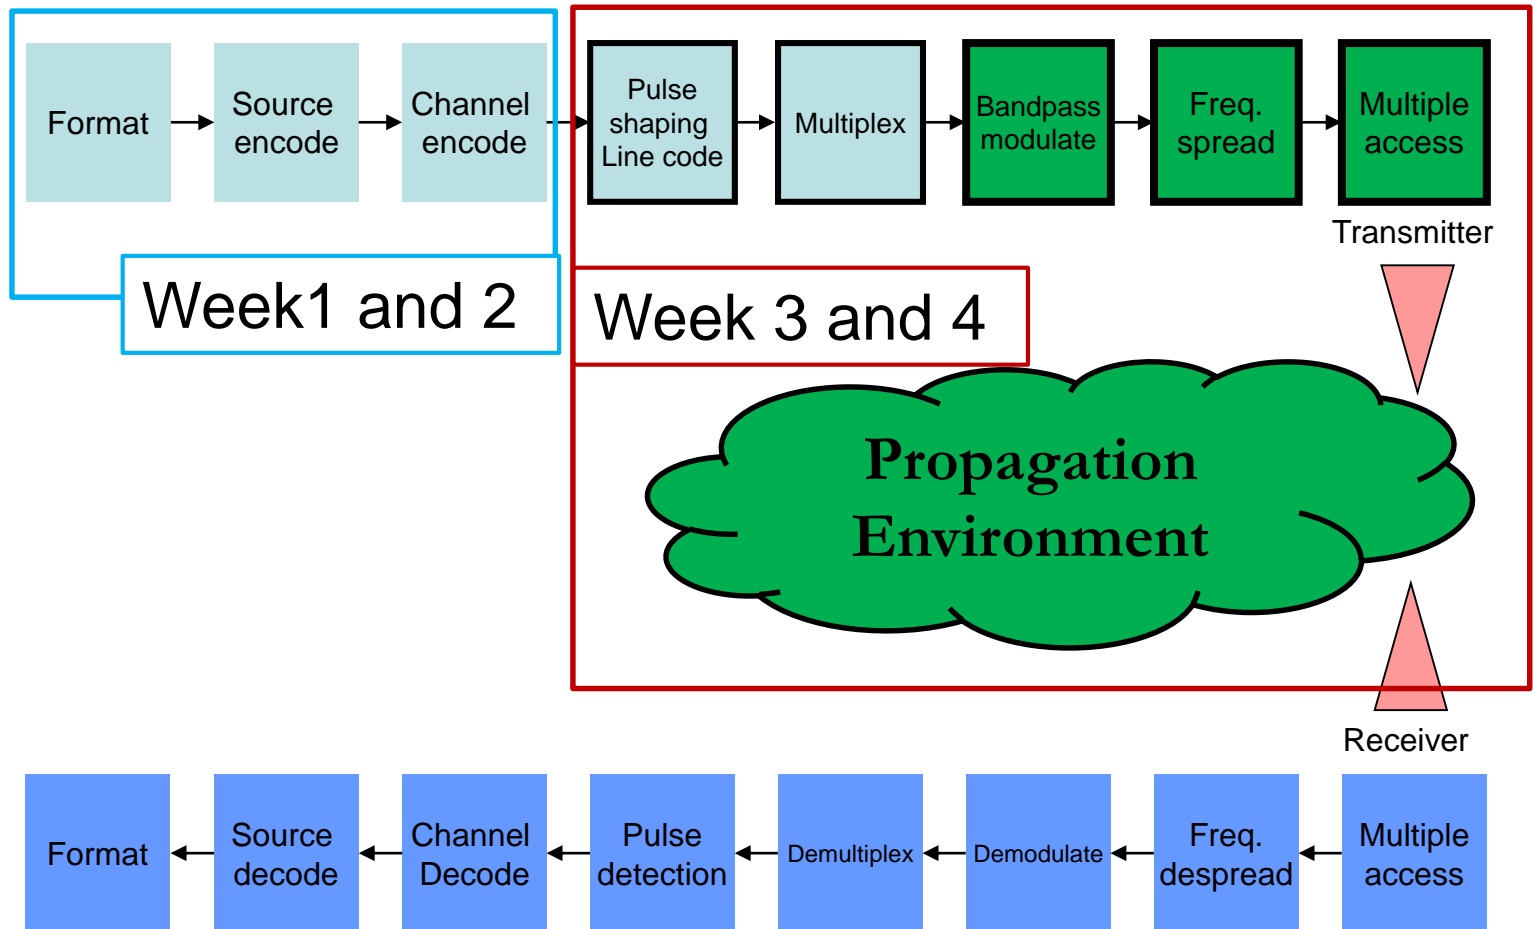 Format
Source
encode
Channel
encode
Pulse
shaping
Line code
Multiplex
Bandpass
modulate
Freq.
spread
Multiple
access
Transmitter
Week1 and 2
Week 3 and 4
Propagation
Environment
Receiver
Format
Source
decode
Channel
Decode
Pulse
detection
Demultiplex
Demodulate
Freq.
despread
Multiple
access